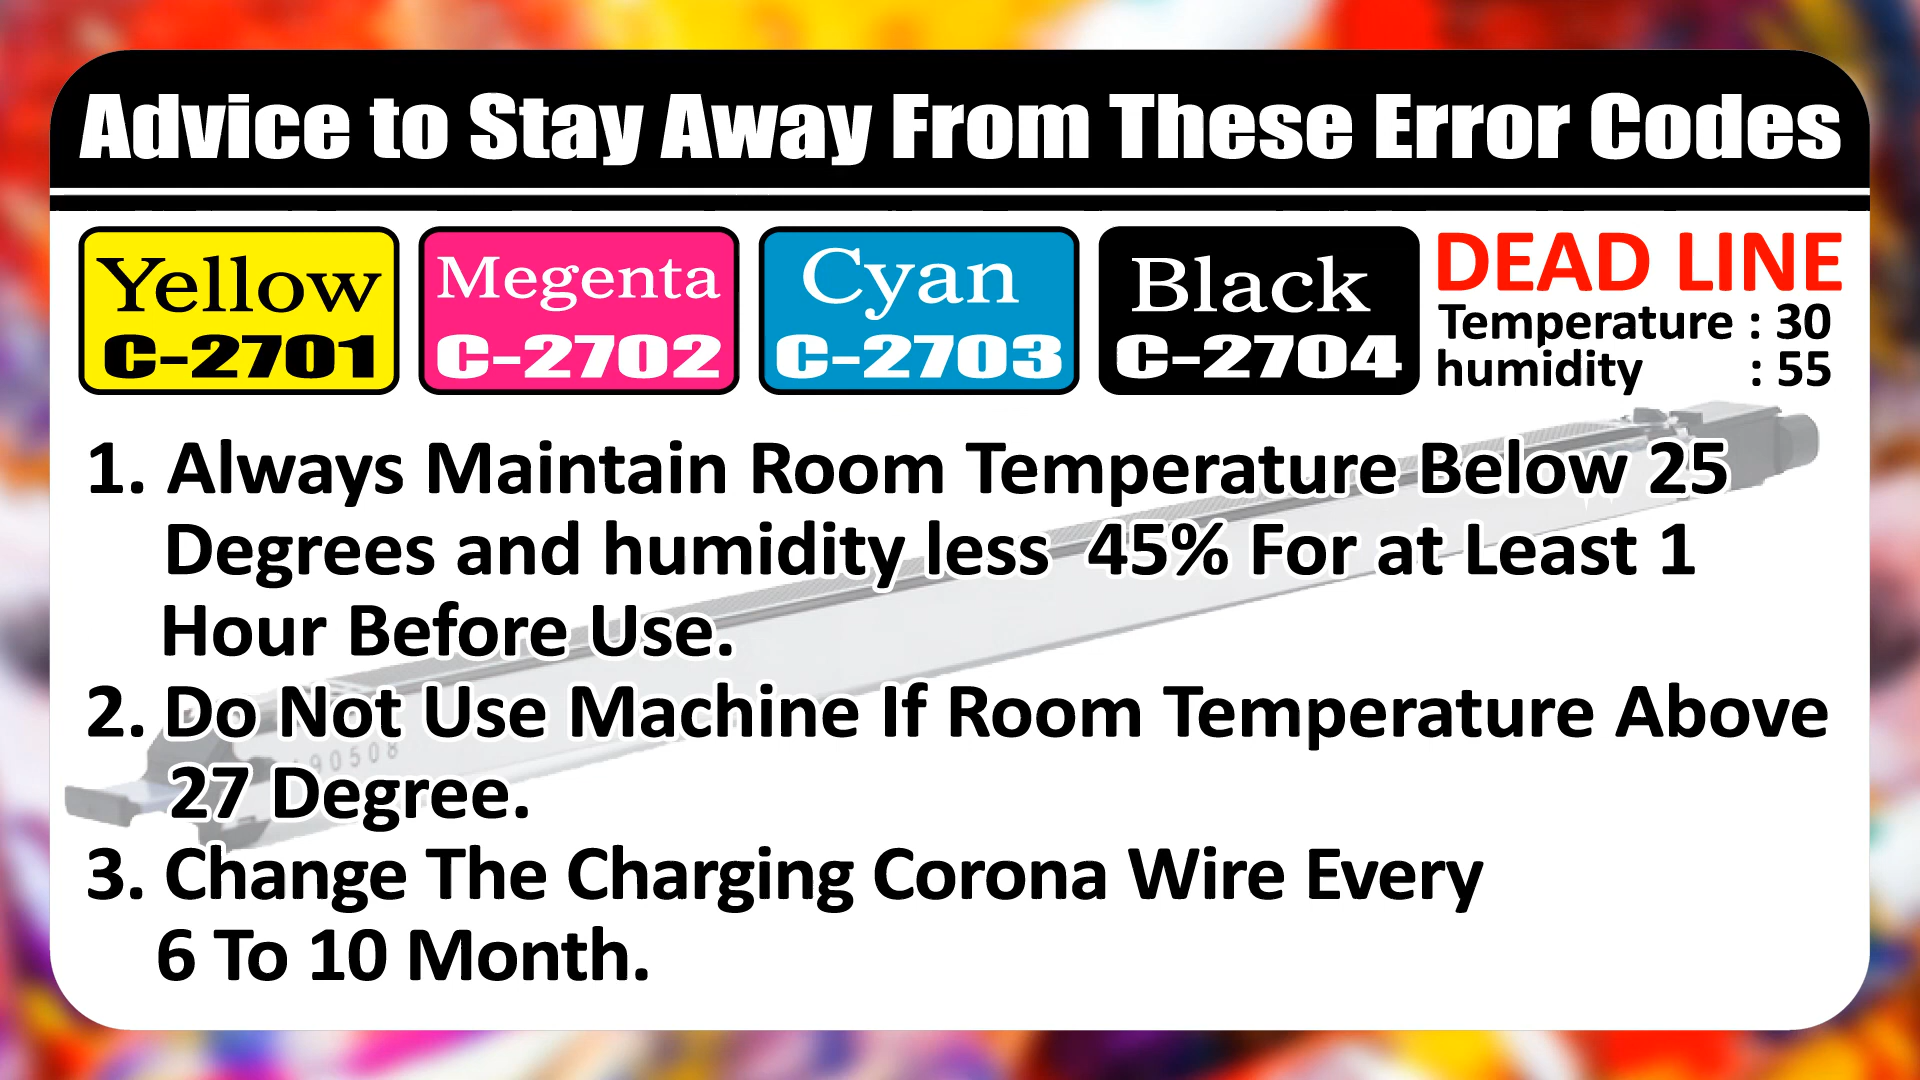 Advice to Stay Away From These Error Codes
Yellow
C-2701
Megenta
C-2702
Cyan
C-2703
Black
C-2704
DEAD LINE
Temperature : 30
humidity : 55
1. Always Maintain Room Temperature Below 25
Degrees and humidity less 45% For at Least 1
Hour Before Use.
2. Do Not Use Machine If Room Temperature Above
27 Degree.
3. Change The Charging Corona Wire Every
6 To 10 Month.
90508